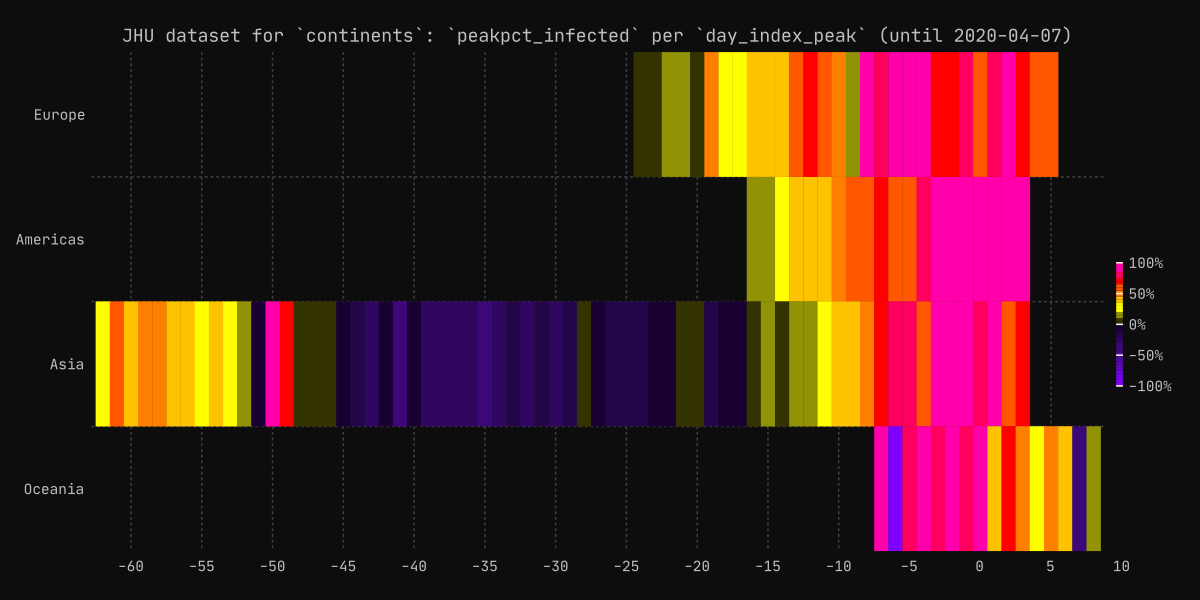 JHU dataset for `continents`: `peakpct_infected` per `day_index_peak` (until 2020-04-07)
Europe
Americas
Asia
Oceania
100%
50%
0%
-50%
-100%
-60 -55 -50 -45 -40 -35 -30 -25 -20 -15 -10 -5 0 5 10